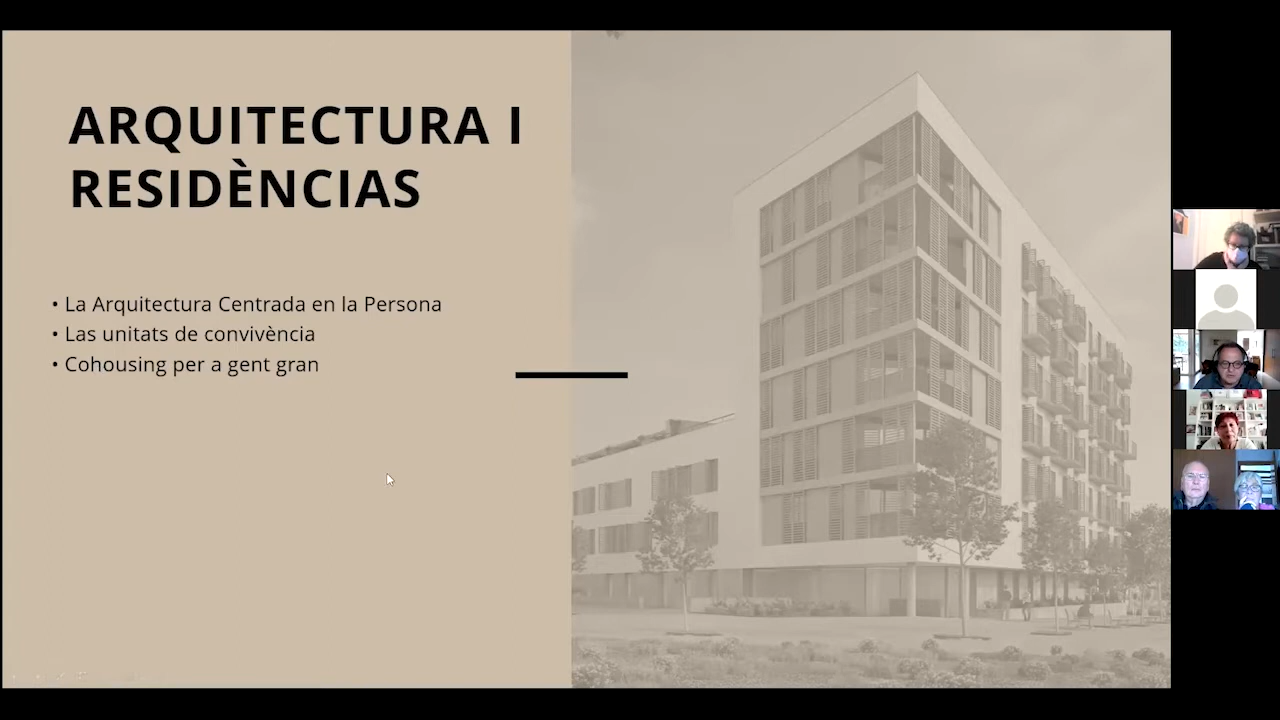 ARQUITECTURA I
RESIDÈNCIAS
• La Arquitectura Centrada en la Persona
• Las unitats de convivència
• Cohousing per a gent gran